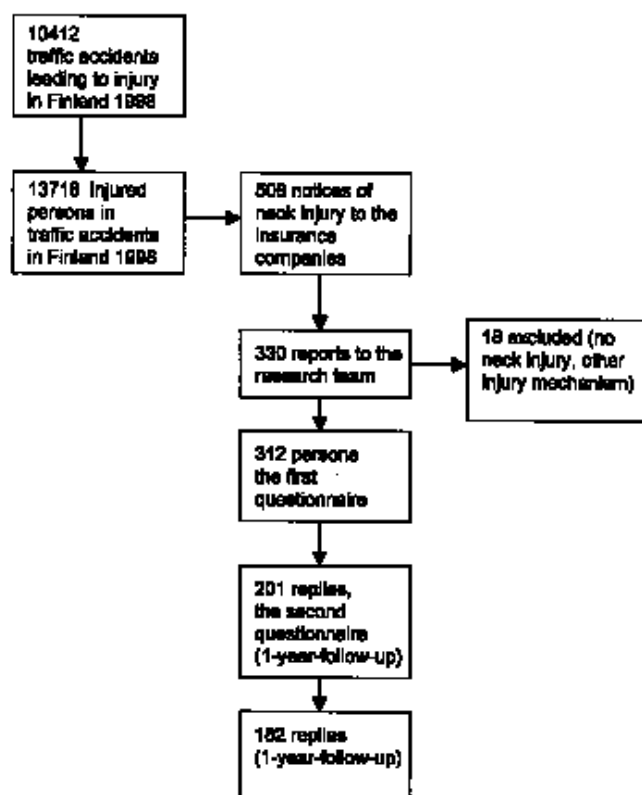 10412
traffic accidents
leading to injury
in Finland 1998
13718 Injured
persons in
traffic accidents
in Finland 1998
notices of
neck injury to the
insurance
companies
330 reports to the
research team
18 excluded (no
neck injury, other
injury mechanism)
312 persons
the first
questionnaire
201 replies,
the second
questionnaire
(1-year-follow-up)
replies
(1-year-follow-up)